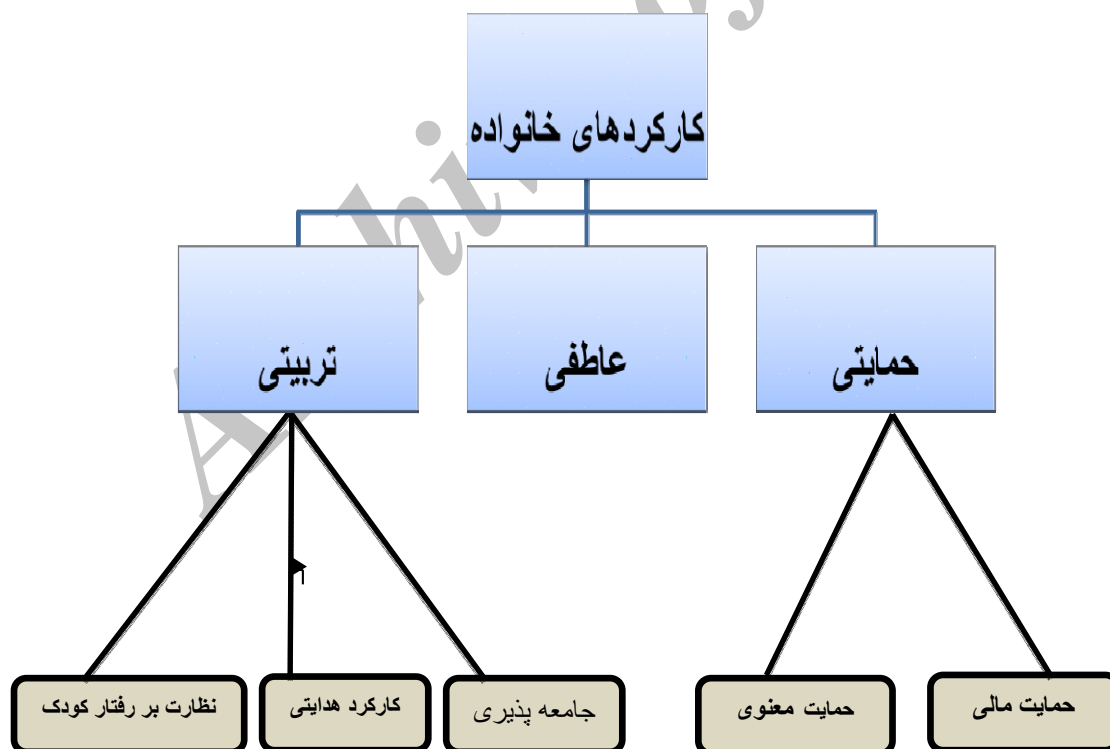 کارکردهای خانواده
حمایتی
عاطفی
تربیتی
حمایت مالی
حمایت معنوی
جامعه پذیری
کارکرد هدایتی
نظارت بر رفتار کودک